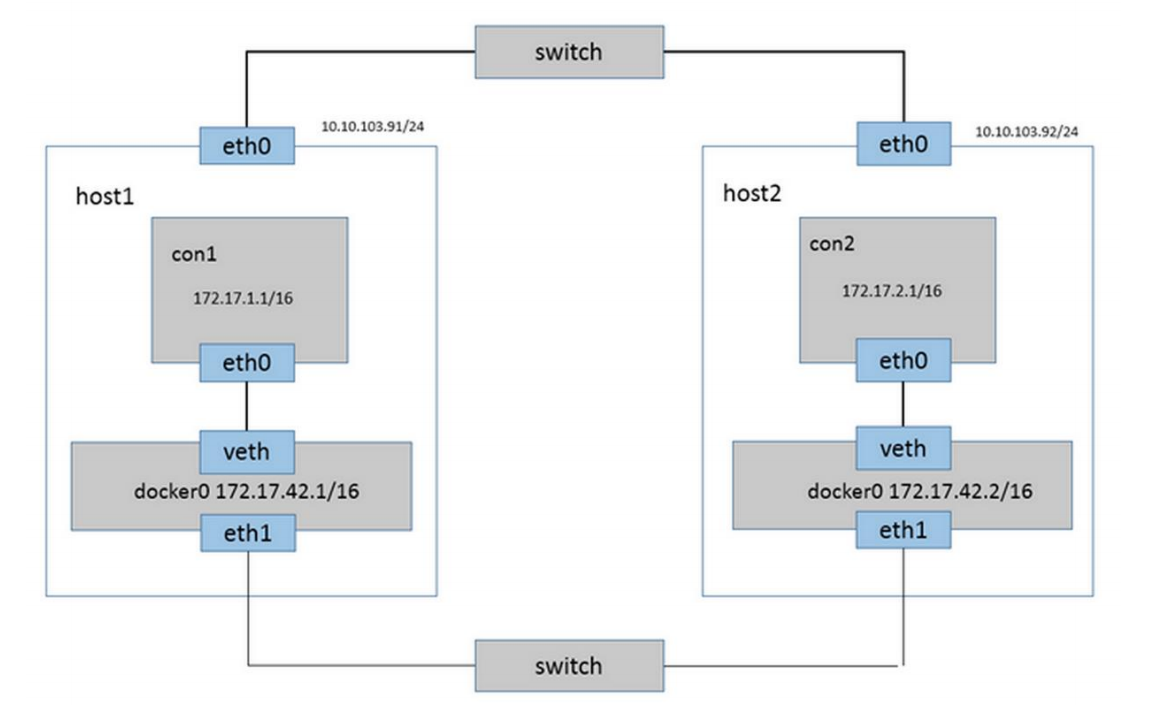 switch
eth0
10.10.103.91/24
eth0
10.10.103.92/24
host1
host2
con1
172.17.1.1/16
con2
172.17.2.1/16
eth0
eth0
veth
veth
docker0 172.17.42.1/16
docker0 172.17.42.2/16
eth1
eth1
switch